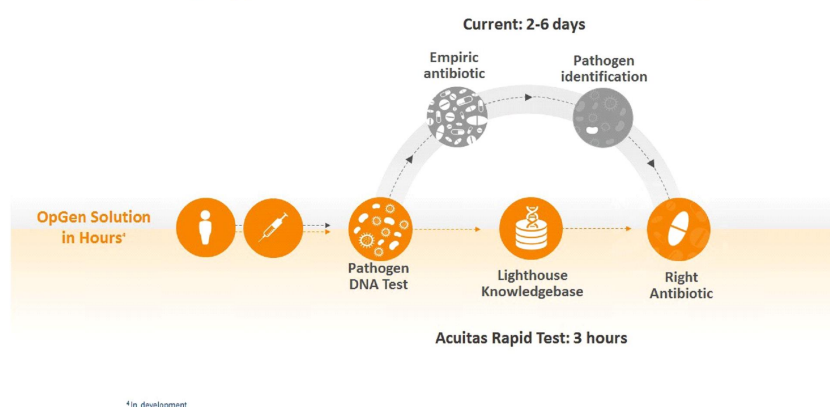 Current: 2-6 days
Empiric
antibiotic
Pathogen
identification
OpGen Solution
in Hours⁴
Pathogen
DNA Test
Lighthouse
Knowledgebase
Right
Antibiotic
Acuitas Rapid Test: 3 hours
⁴in development